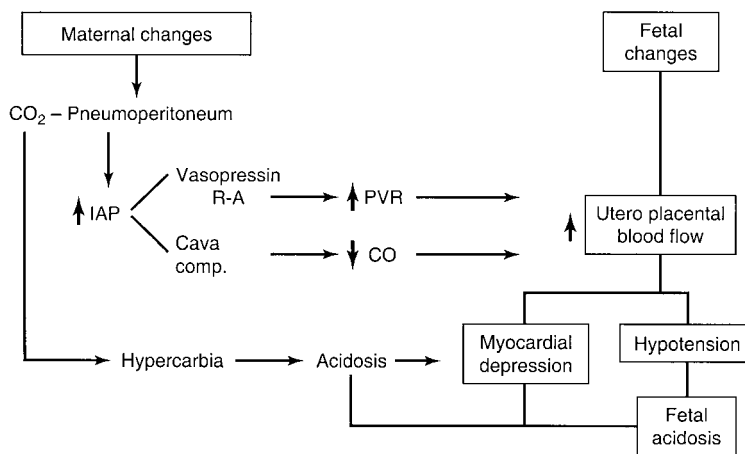 Maternal changes
Fetal
changes
CO₂ – Pneumoperitoneum
Vasopressin
R-A
IAP
PVR
Utero placental
blood flow
Cava
comp.
CO
Myocardial
depression
Hypotension
Hypercarbia
Acidosis
Fetal
acidosis